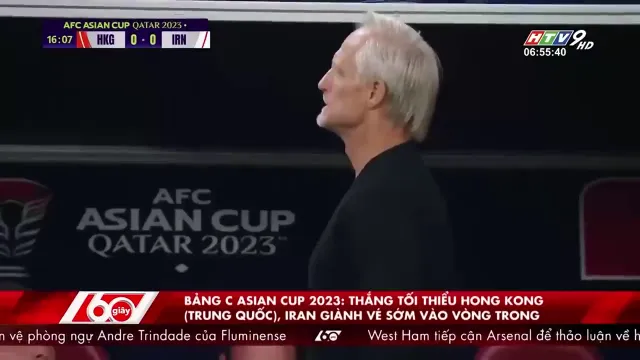 AFC ASIAN CUP QATAR 2023
16:07 HKG 0 - 0 IRN
HTV9 HD
06:55:40
AFC
ASIAN CUP
QATAR 2023
60 giây
BẢNG C ASIAN CUP 2023: THẮNG TỐI THIỂU HONG KONG
(TRUNG QUỐC), IRAN GIÀNH VÉ SỚM VÀO VÒNG TRONG
n vệ phòng ngự Andre Trindade của Fluminense
West Ham tiếp cận Arsenal để thảo luận về h